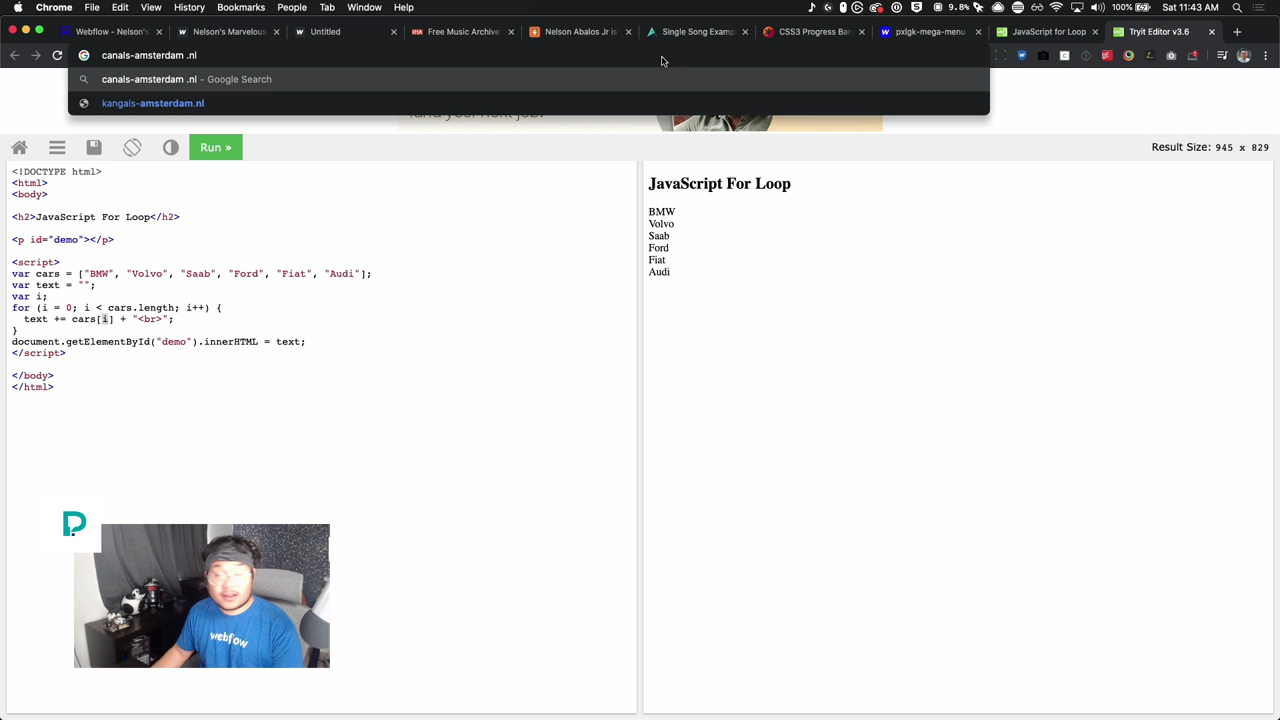 Chrome File Edit View History Bookmarks People Tab Window Help 9.8% 100% Sat 11:43 AM
Webflow - Nelson's Nelson's Marvelous Untitled Free Music Archive: Nelson Abalos Jr is Single Song Exampl CSS3 Progress Bar pxlgk-mega-menu JavaScript for Loop Tryit Editor v3.6
canals-amsterdam .nl
canals-amsterdam .nl – Google Search
kangals-amsterdam.nl
Run »
Result Size: 945 x 829
<!DOCTYPE html>
<html>
<body>
<h2>JavaScript For Loop</h2>
<p id="demo"></p>
<script>
var cars = ["BMW", "Volvo", "Saab", "Ford", "Fiat", "Audi"];
var text = "";
var i;
for (i = 0; i < cars.length; i++) {
text += cars[i] + "<br>";
}
document.getElementById("demo").innerHTML = text;
</script>
</body>
</html>
JavaScript For Loop
BMW
Volvo
Saab
Ford
Fiat
Audi
webflow